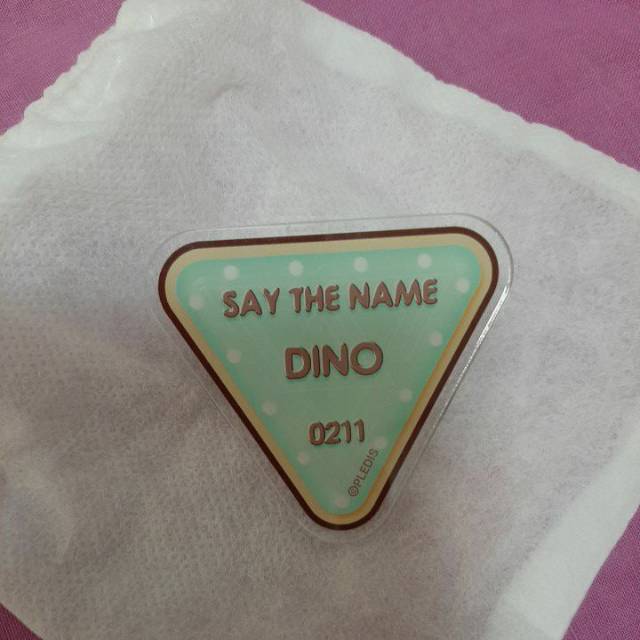 SAY THE NAME
DINO
0211
©PLEDIS